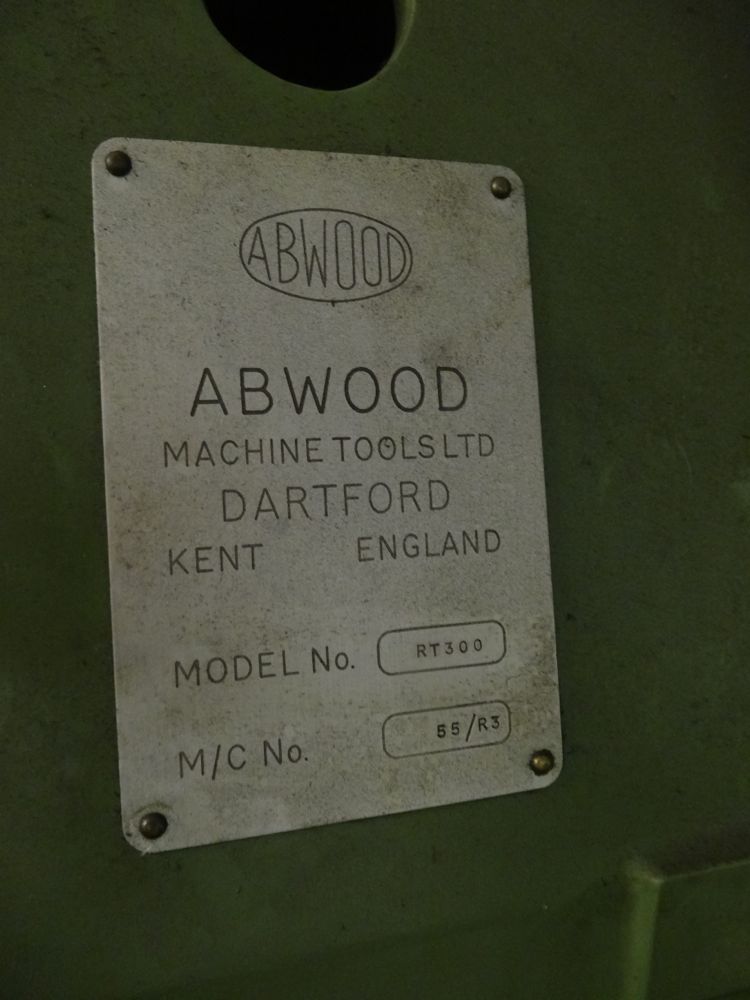 ABWOOD
ABWOOD
MACHINE TOOLS LTD
DARTFORD
KENT ENGLAND
MODEL No. RT300
M/C No. 55/R3